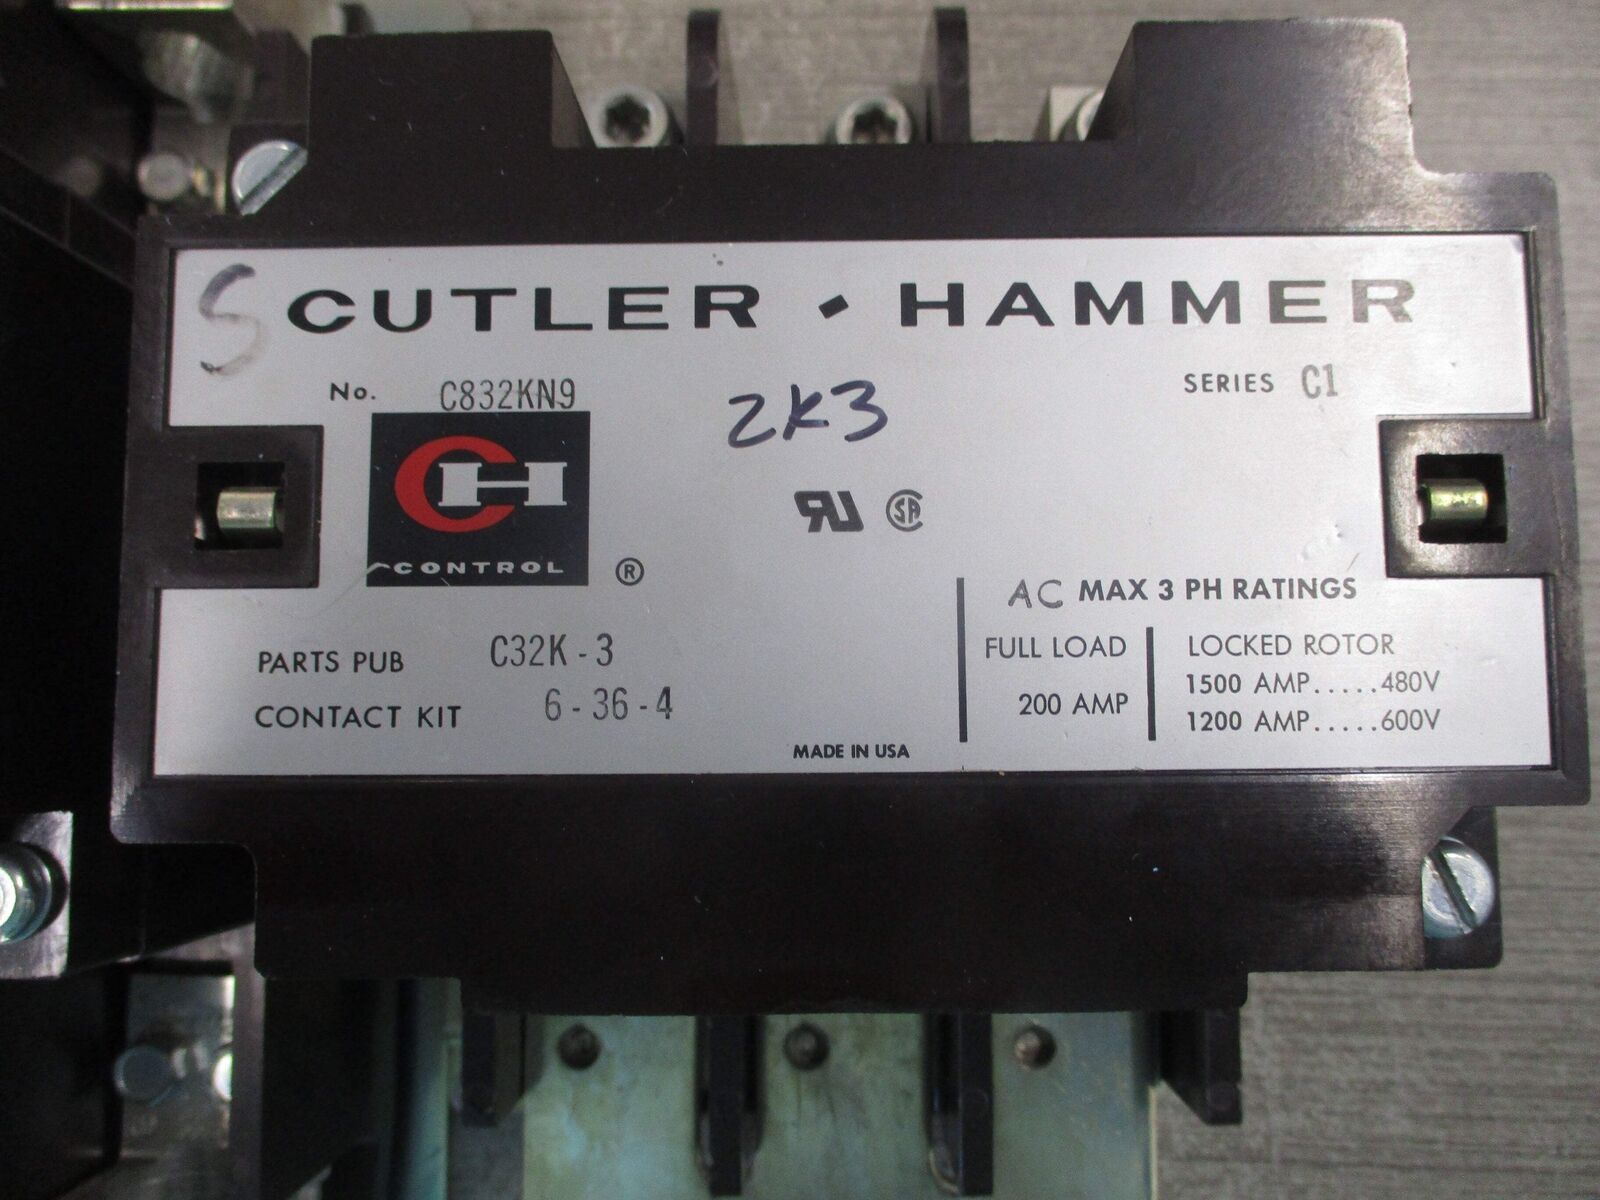 S CUTLER • HAMMER
No. C832KN9 2K3 SERIES C1
CH
CONTROL ®
RU SA
AC MAX 3 PH RATINGS
FULL LOAD
200 AMP
LOCKED ROTOR
1500 AMP.....480V
1200 AMP.....600V
PARTS PUB C32K-3
CONTACT KIT 6-36-4
MADE IN USA